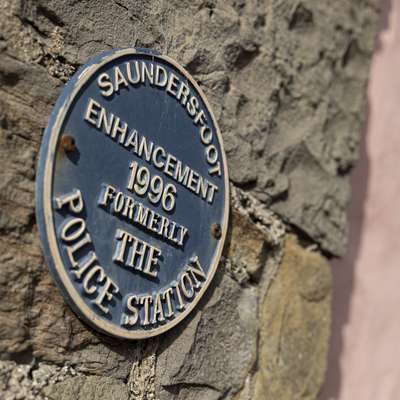 SAUNDERSFOOT
ENHANCEMENT
1996
FORMERLY
THE
POLICE STATION